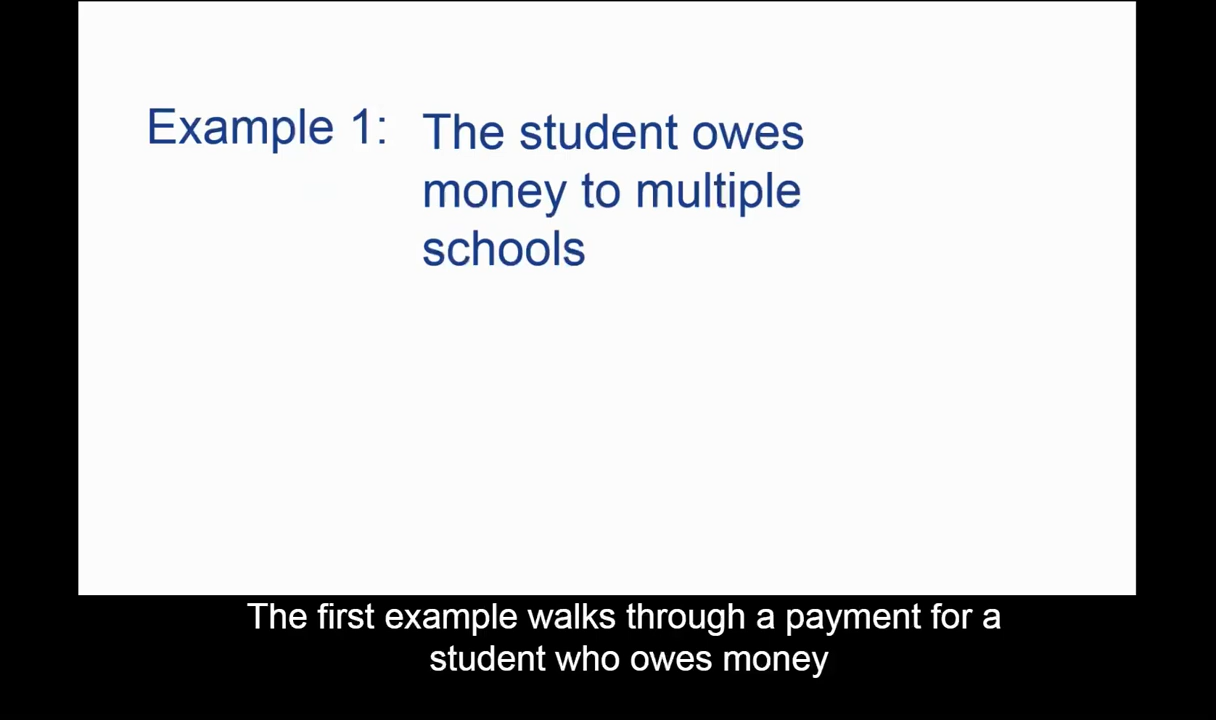 Example 1: The student owes
money to multiple
schools
The first example walks through a payment for a
student who owes money